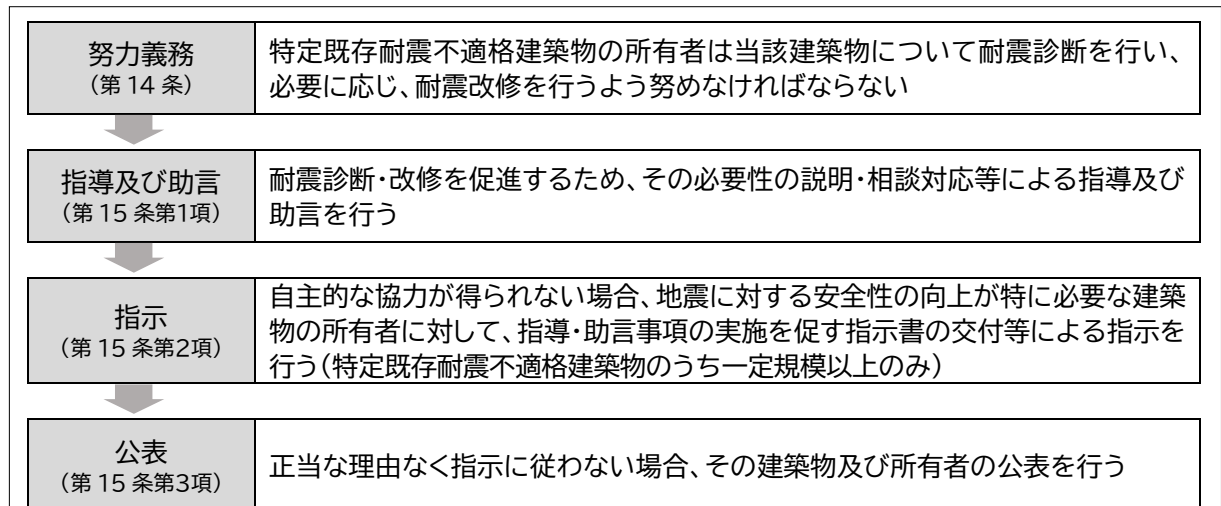 努力義務
(第 14 条)
特定既存耐震不適格建築物の所有者は当該建築物について耐震診断を行い、
必要に応じ、耐震改修を行うよう努めなければならない
指導及び助言
(第 15 条第1項)
耐震診断・改修を促進するため、その必要性の説明・相談対応等による指導及び
助言を行う
指示
(第 15 条第2項)
自主的な協力が得られない場合、地震に対する安全性の向上が特に必要な建築
物の所有者に対して、指導・助言事項の実施を促す指示書の交付等による指示を
行う(特定既存耐震不適格建築物のうち一定規模以上のみ)
公表
(第 15 条第3項)
正当な理由なく指示に従わない場合、その建築物及び所有者の公表を行う